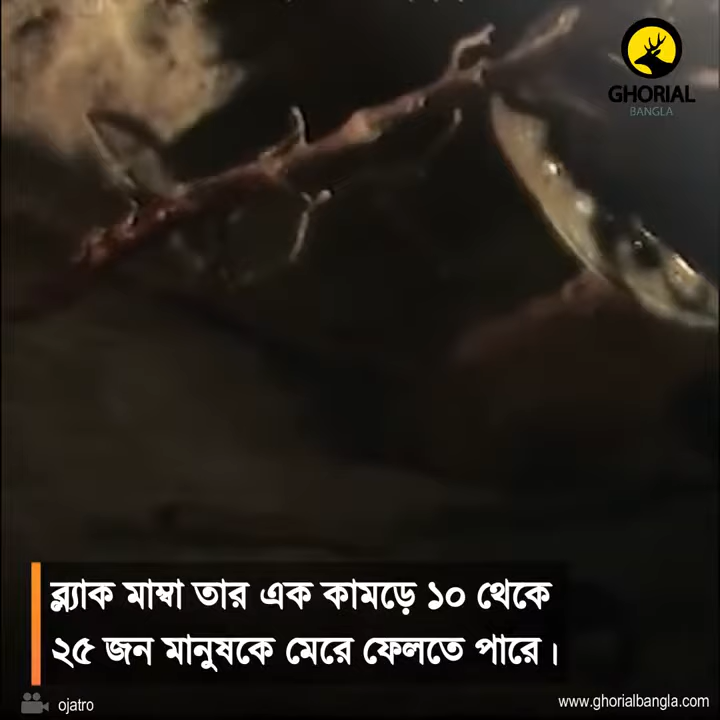 GHORIAL
BANGLA
ব্ল্যাক মাম্বা তার এক কামড়ে ১০ থেকে
২৫ জন মানুষকে মেরে ফেলতে পারে।
ojatro
www.ghorialbangla.com